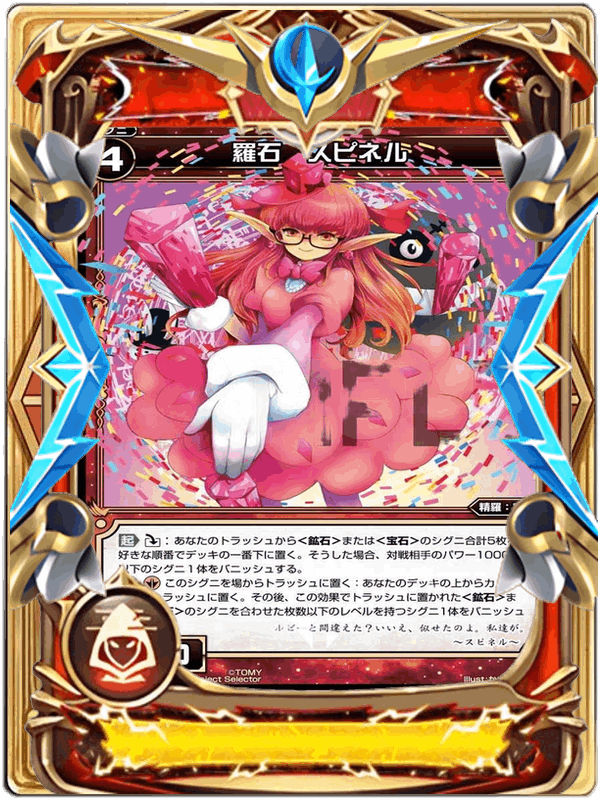 4
羅石 スピネル
精羅:
起 :あなたのトラッシュから<鉱石>または<宝石>のシグニ合計5枚
好きな順番でデッキの一番下に置く。そうした場合、対戦相手のパワー1000
以下のシグニ1体をバニッシュする。
このシグニを場からトラッシュに置く:あなたのデッキの上からカ
ラッシュに置く。その後、この効果でトラッシュに置かれた<鉱石>ま
>のシグニを合わせた枚数以下のレベルを持つシグニ1体をバニッシュ
ルビーと間違えた?いいえ、似せたのよ。私達が。
~スピネル~
0
©TOMY
ject Selector
Illust:か